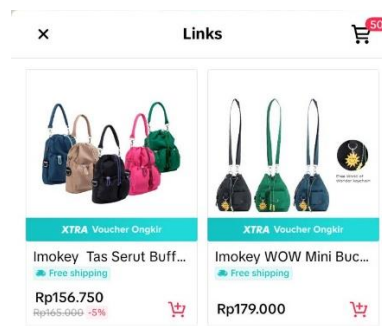 Links
50
XTRA Voucher Ongkir
Imokey Tas Serut Buff...
Free shipping
Rp156.750
Rp165.000 -5%
XTRA Voucher Ongkir
Imokey WOW Mini Buc...
Free shipping
Rp179.000